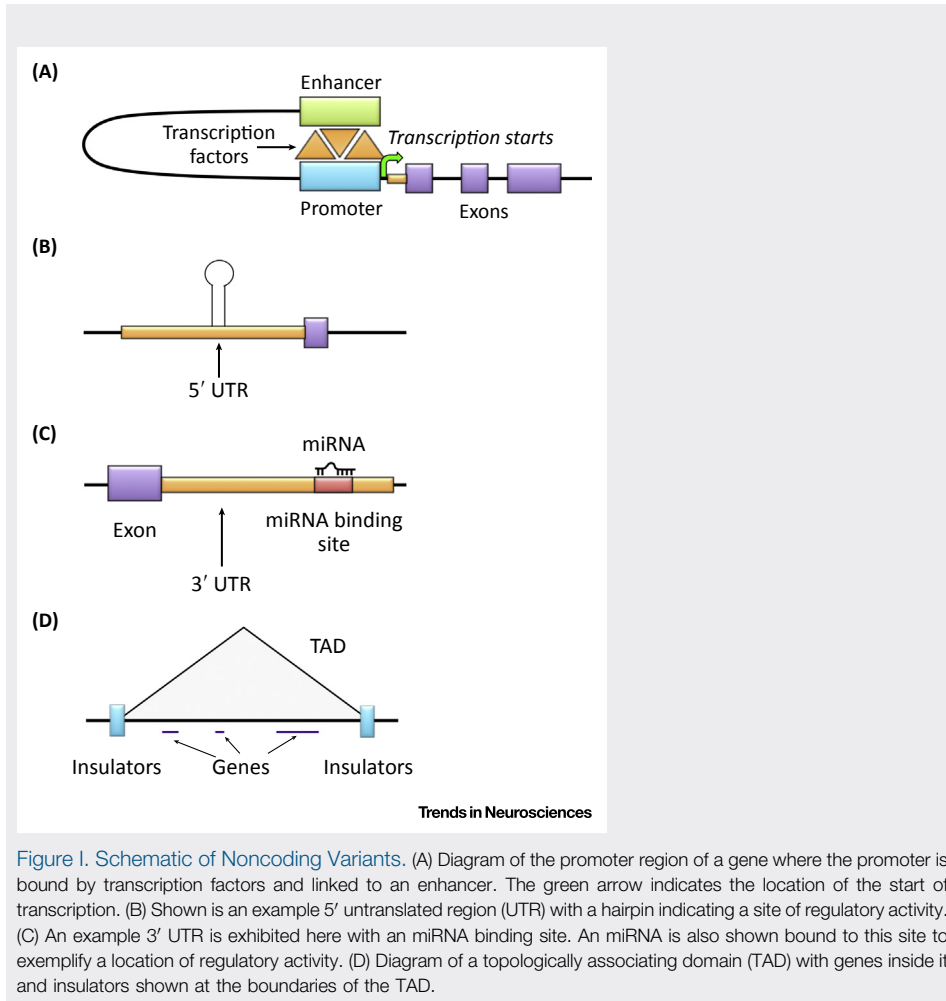 (A)
Enhancer
Transcription
factors
Transcription starts
Promoter
Exons
(B)
5′ UTR
(C)
miRNA
Exon
miRNA binding
site
3′ UTR
(D)
TAD
Insulators
Genes
Insulators
Trends in Neurosciences
Figure I. Schematic of Noncoding Variants. (A) Diagram of the promoter region of a gene where the promoter is
bound by transcription factors and linked to an enhancer. The green arrow indicates the location of the start of
transcription. (B) Shown is an example 5′ untranslated region (UTR) with a hairpin indicating a site of regulatory activity.
(C) An example 3′ UTR is exhibited here with an miRNA binding site. An miRNA is also shown bound to this site to
exemplify a location of regulatory activity. (D) Diagram of a topologically associating domain (TAD) with genes inside it
and insulators shown at the boundaries of the TAD.